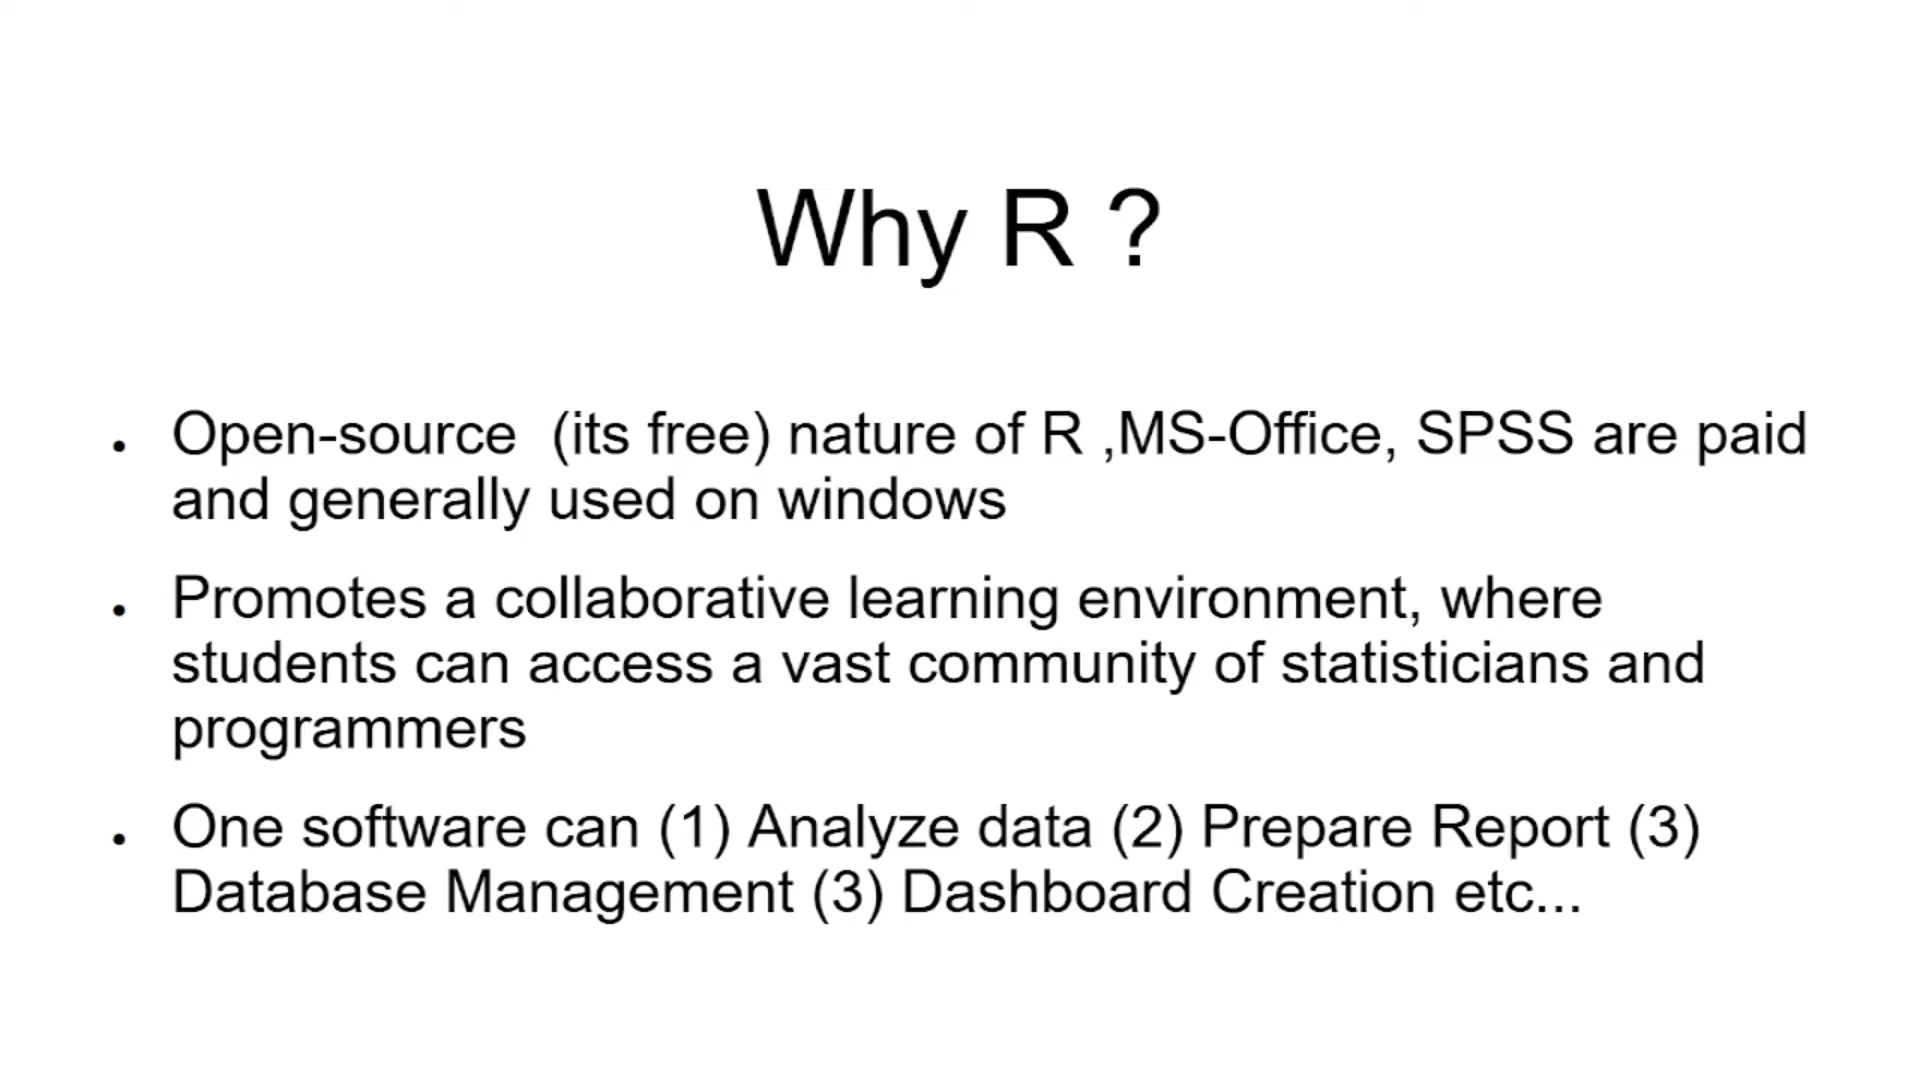 Why R ?
• Open-source  (its free) nature of R ,MS-Office, SPSS are paid
and generally used on windows
• Promotes a collaborative learning environment, where
students can access a vast community of statisticians and
programmers
• One software can (1) Analyze data (2) Prepare Report (3)
Database Management (3) Dashboard Creation etc...